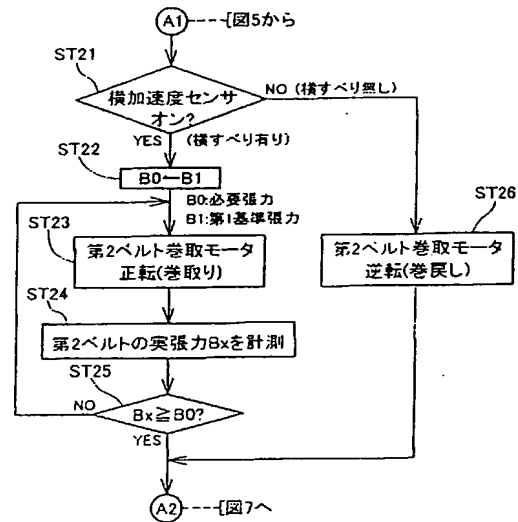 A1 {図5から
ST21
横加速度センサ
オン?
NO (横すべり無し)
YES (横すべり有り)
ST22
B0←B1
B0:必要張力
B1:第1基準張力
ST23
第2ベルト巻取モータ
正転(巻取り)
ST26
第2ベルト巻取モータ
逆転(巻戻し)
ST24
第2ベルトの実張力Bxを計測
ST25
NO
Bx≧B0?
YES
A2 {図7へ